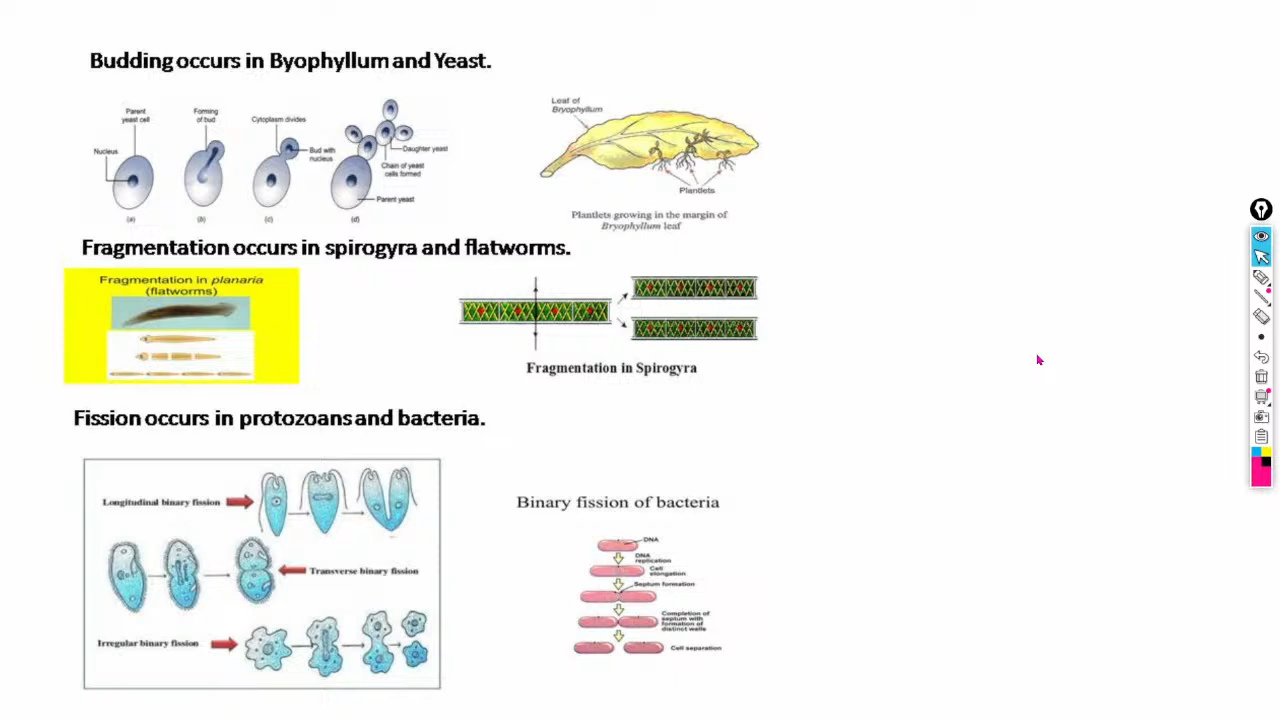 Budding occurs in Byophyllum and Yeast.
Parent
yeast cell
Nucleus
(a)
Forming
of bud
(b)
Cytoplasm divides
Bud with
nucleus
(c)
Daughter yeast
Chain of yeast
cells formed
Parent yeast
(d)
Leaf of
Bryophyllum
Plantlets
Plantlets growing in the margin of
Bryophyllum leaf
Fragmentation occurs in spirogyra and flatworms.
Fragmentation in planaria
(flatworms)
Fragmentation in Spirogyra
Fission occurs in protozoans and bacteria.
Longitudinal binary fission
Transverse binary fission
Irregular binary fission
Binary fission of bacteria
DNA
DNA
replication
Cell
elongation
Septum formation
Completion of
septum with
formation of
distinct walls
Cell separation